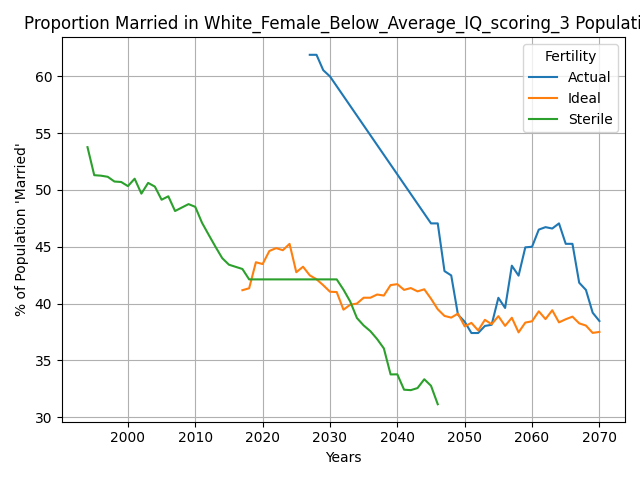 Proportion Married in White_Female_Below_Average_IQ_scoring_3 Populati
Fertility
Actual
Ideal
Sterile
60
55
50
45
40
35
30
% of Population 'Married'
2000 2010 2020 2030 2040 2050 2060 2070
Years